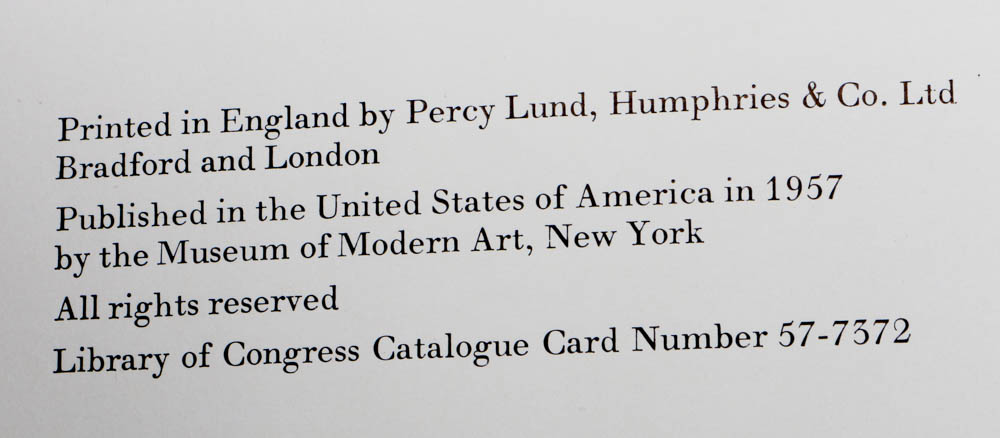 Printed in England by Percy Lund, Humphries & Co. Ltd
Bradford and London
Published in the United States of America in 1957
by the Museum of Modern Art, New York
All rights reserved
Library of Congress Catalogue Card Number 57-7372